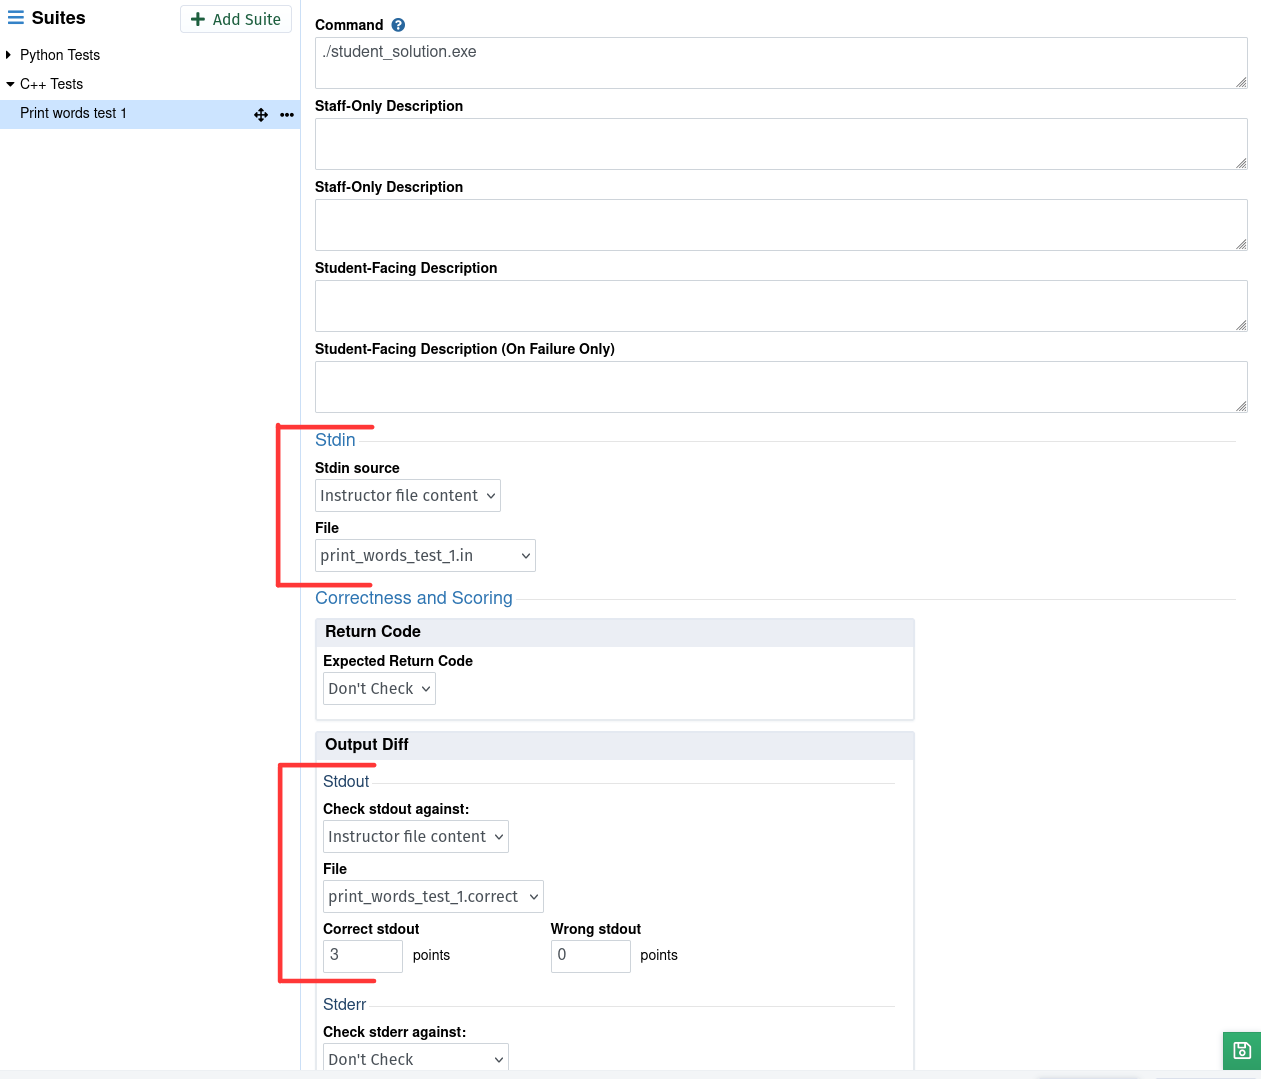 Suites
Add Suite
Python Tests
C++ Tests
Print words test 1
Command
./student_solution.exe
Staff-Only Description
Staff-Only Description
Student-Facing Description
Student-Facing Description (On Failure Only)
Stdin
Stdin source
Instructor file content
File
print_words_test_1.in
Correctness and Scoring
Return Code
Expected Return Code
Don't Check
Output Diff
Stdout
Check stdout against:
Instructor file content
File
print_words_test_1.correct
Correct stdout Wrong stdout
3 points 0 points
Stderr
Check stderr against:
Don't Check